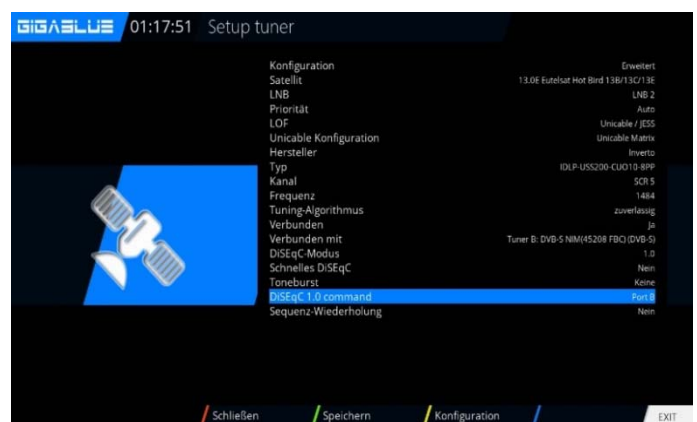 GIGABLUE 01:17:51 Setup tuner
Konfiguration Erweitert
Satellit 13.0E Eutelsat Hot Bird 13B/13C/13E
LNB LNB 2
Priorität Auto
LOF Unicable / JESS
Unicable Konfiguration Unicable Matrix
Hersteller Inverto
Typ IDLP-USS200-CUO10-8PP
Kanal SCR 5
Frequenz 1484
Tuning-Algorithmus zuverlassig
Verbunden Ja
Verbunden mit Tuner B: DVB-S NIM(45208 FBC) (DVB-S)
DiSEqC-Modus 1.0
Schnelles DiSEqC Nein
Toneburst Keine
DiSEqC 1.0 command Port B
Sequenz-Wiederholung Nein
Schließen Speichern Konfiguration EXIT